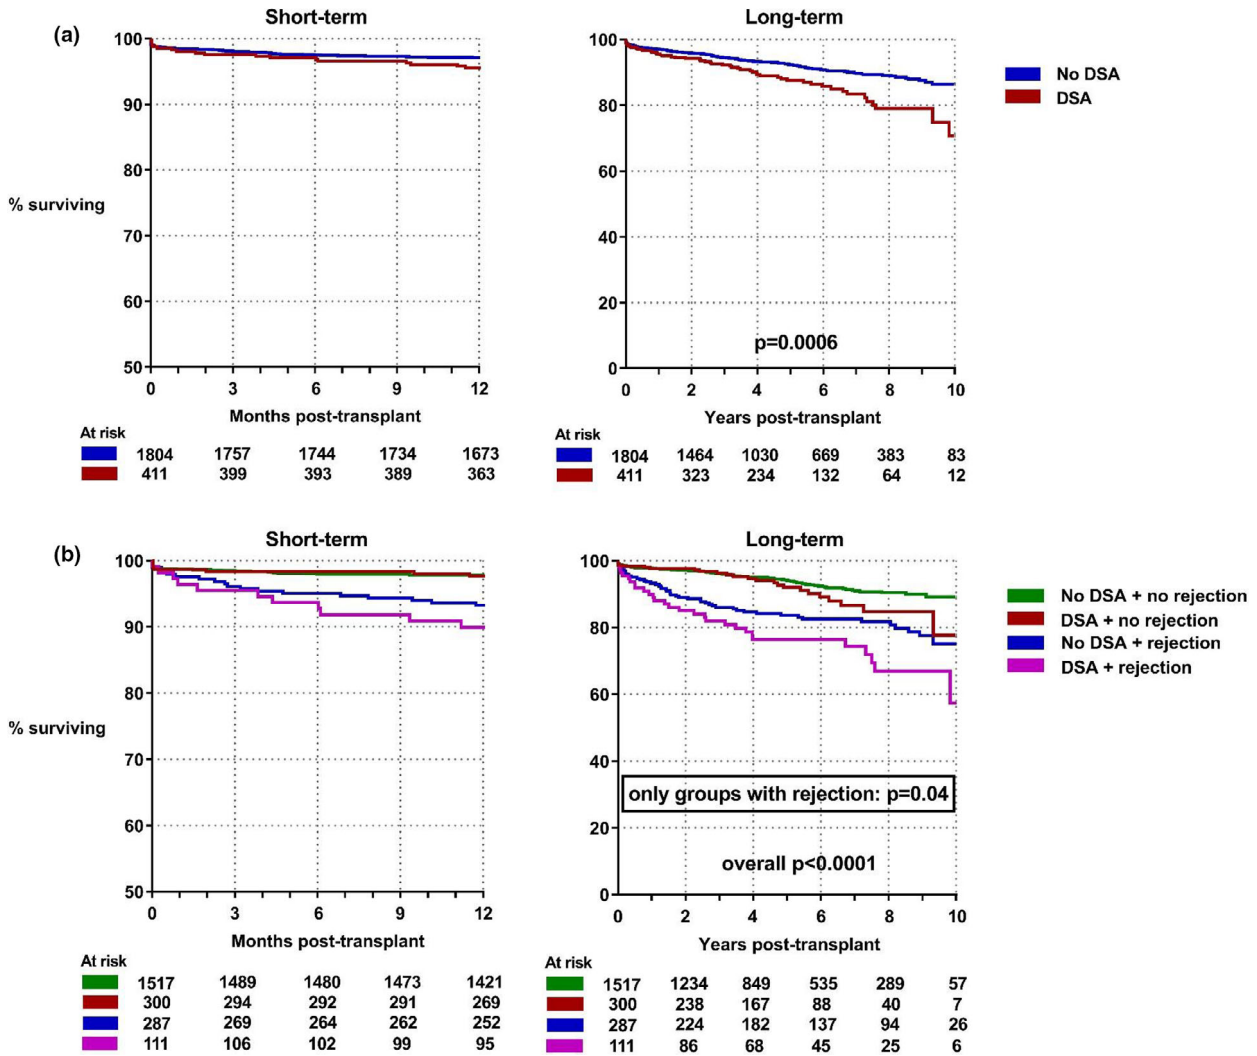 (a)
Short-term
Long-term
100
90
80
70
60
50
% surviving
0 3 6 9 12
Months post-transplant
At risk
1804 1757 1744 1734 1673
411 399 393 389 363
100
80
60
40
20
0
p=0.0006
0 2 4 6 8 10
Years post-transplant
At risk
1804 1464 1030 669 383 83
411 323 234 132 64 12
No DSA
DSA
(b)
Short-term
Long-term
100
90
80
70
60
50
% surviving
0 3 6 9 12
Months post-transplant
At risk
1517 1489 1480 1473 1421
300 294 292 291 269
287 269 264 262 252
111 106 102 99 95
100
80
60
40
20
0
only groups with rejection: p=0.04
overall p<0.0001
0 2 4 6 8 10
Years post-transplant
At risk
1517 1234 849 535 289 57
300 238 167 88 40 7
287 224 182 137 94 26
111 86 68 45 25 6
No DSA + no rejection
DSA + no rejection
No DSA + rejection
DSA + rejection